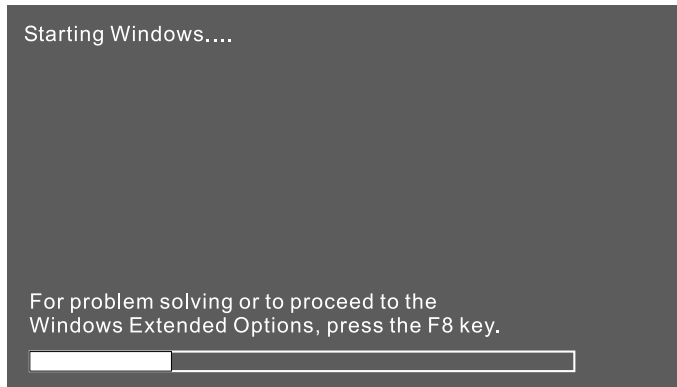 Starting Windows....
For problem solving or to proceed to the
Windows Extended Options, press the F8 key.